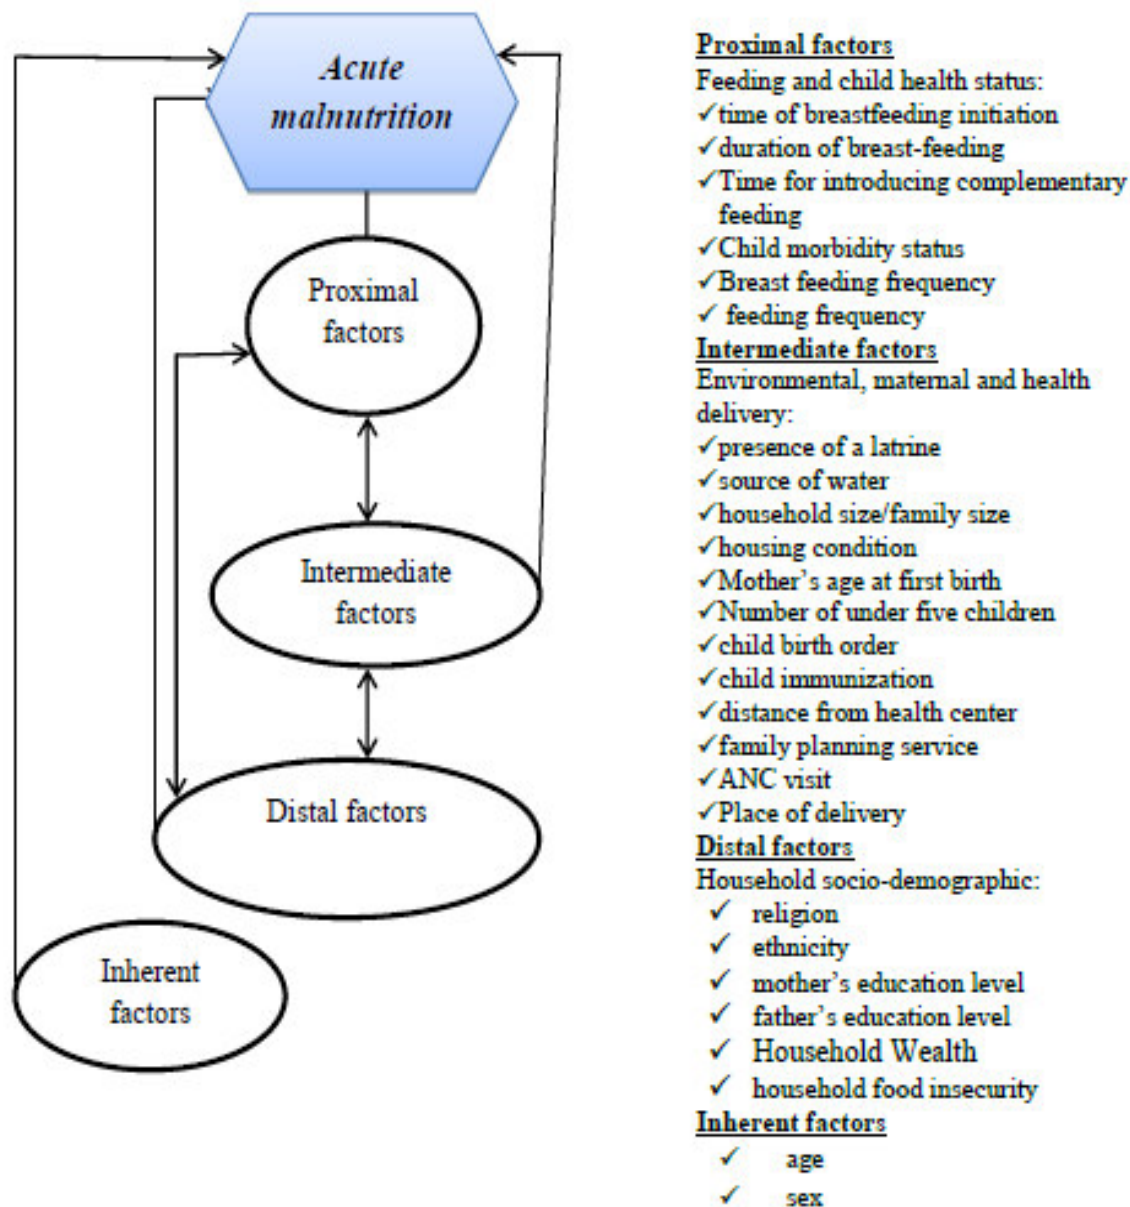 Acute
malnutrition
Proximal
factors
Intermediate
factors
Distal factors
Inherent
factors
Proximal factors
Feeding and child health status:
✓time of breastfeeding initiation
✓duration of breast-feeding
✓Time for introducing complementary
feeding
✓Child morbidity status
✓Breast feeding frequency
✓ feeding frequency
Intermediate factors
Environmental, maternal and health
delivery:
✓presence of a latrine
✓source of water
✓household size/family size
✓housing condition
✓Mother’s age at first birth
✓Number of under five children
✓child birth order
✓child immunization
✓distance from health center
✓family planning service
✓ANC visit
✓Place of delivery
Distal factors
Household socio-demographic:
✓ religion
✓ ethnicity
✓ mother’s education level
✓ father’s education level
✓ Household Wealth
✓ household food insecurity
Inherent factors
✓ age
✓ sex